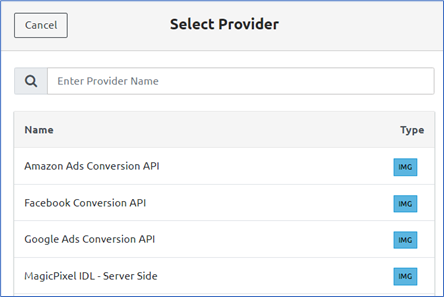 Cancel
Select Provider
Enter Provider Name
Name Type
Amazon Ads Conversion API IMG
Facebook Conversion API IMG
Google Ads Conversion API IMG
MagicPixel IDL - Server Side IMG